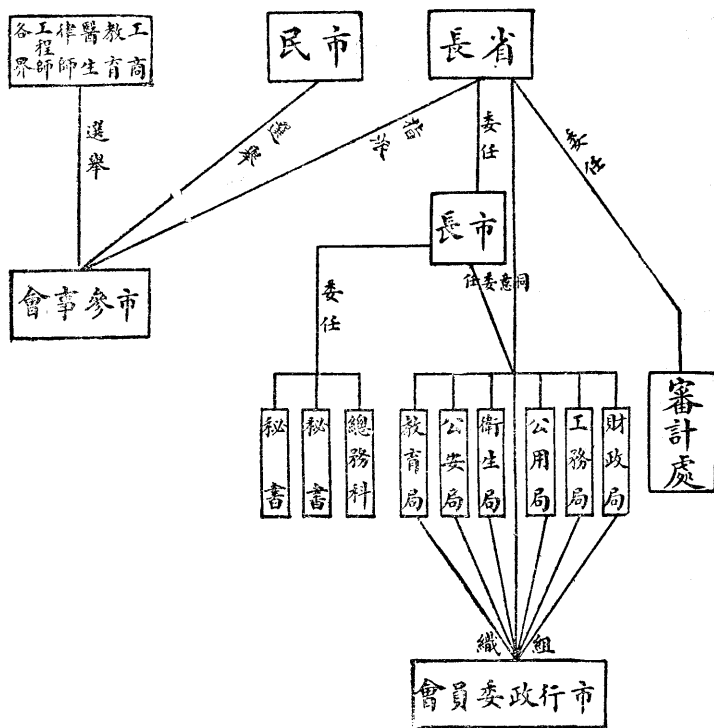 省長
市民
工商
教育
醫生
律師
工程師
各界
委任
委任
指派
選舉
選舉
市長
同意委任
委任
市參事會
審計處
財政局
工務局
公用局
衛生局
公安局
教育局
總務科
秘書
秘書
組織
市行政委員會